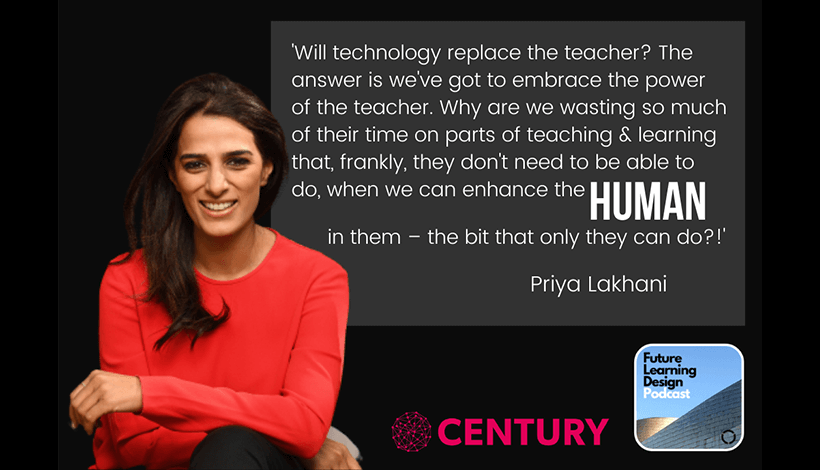 'Will technology replace the teacher? The
answer is we've got to embrace the power
of the teacher. Why are we wasting so much
of their time on parts of teaching & learning
that, frankly, they don't need to be able to
do, when we can enhance the HUMAN
in them – the bit that only they can do?!'
Priya Lakhani
CENTURY
Future
Learning
Design
Podcast